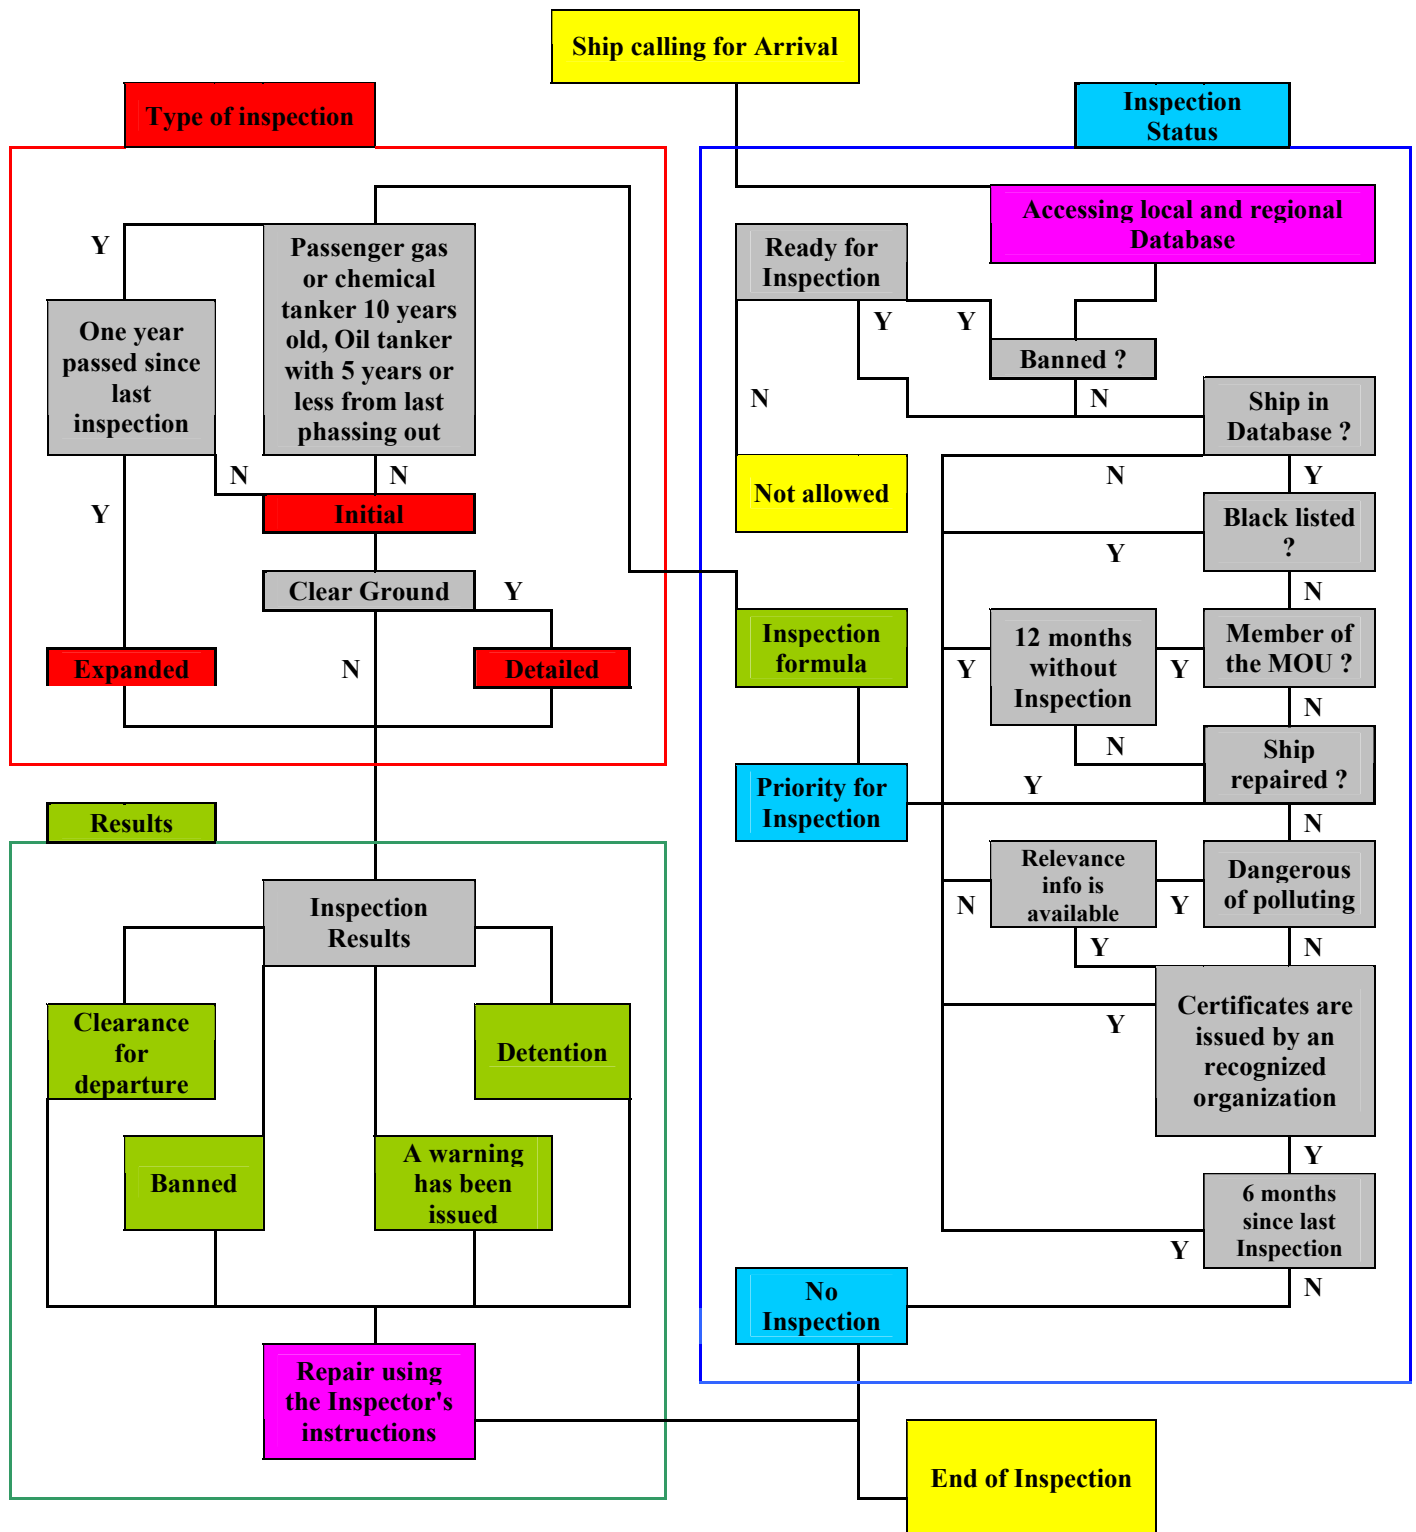 Ship calling for Arrival
Type of inspection
Inspection
Status
Accessing local and regional
Database
Y
Passenger gas
or chemical
tanker 10 years
old, Oil tanker
with 5 years or
less from last
phassing out
One year
passed since
last
inspection
N
N
Y
Initial
Clear Ground
Y
Expanded
N
Detailed
Ready for
Inspection
Y
Y
Banned ?
N
N
Ship in
Database ?
N
Y
Not allowed
Black listed
?
Y
N
Inspection
formula
12 months
without
Inspection
Member of
the MOU ?
Y
Y
N
N
Ship
repaired ?
Priority for
Inspection
Y
N
Relevance
info is
available
Dangerous
of polluting
N
Y
Y
N
Certificates are
issued by an
recognized
organization
Y
Y
6 months
since last
Inspection
Y
N
No
Inspection
Results
Inspection
Results
Clearance
for
departure
Detention
Banned
A warning
has been
issued
Repair using
the Inspector's
instructions
End of Inspection